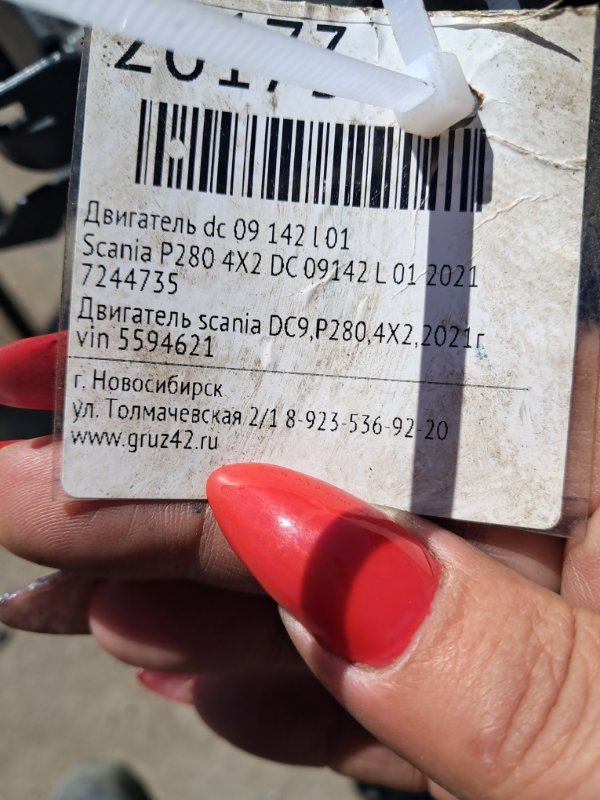 20173
Двигатель dc 09 142 l 01
Scania P280 4X2 DC 09142 L 01 2021
7244735
Двигатель scania DC9,P280,4X2,2021г
vin 5594621
г. Новосибирск
ул. Толмачевская 2/1 8-923-536-92-20
www.gruz42.ru